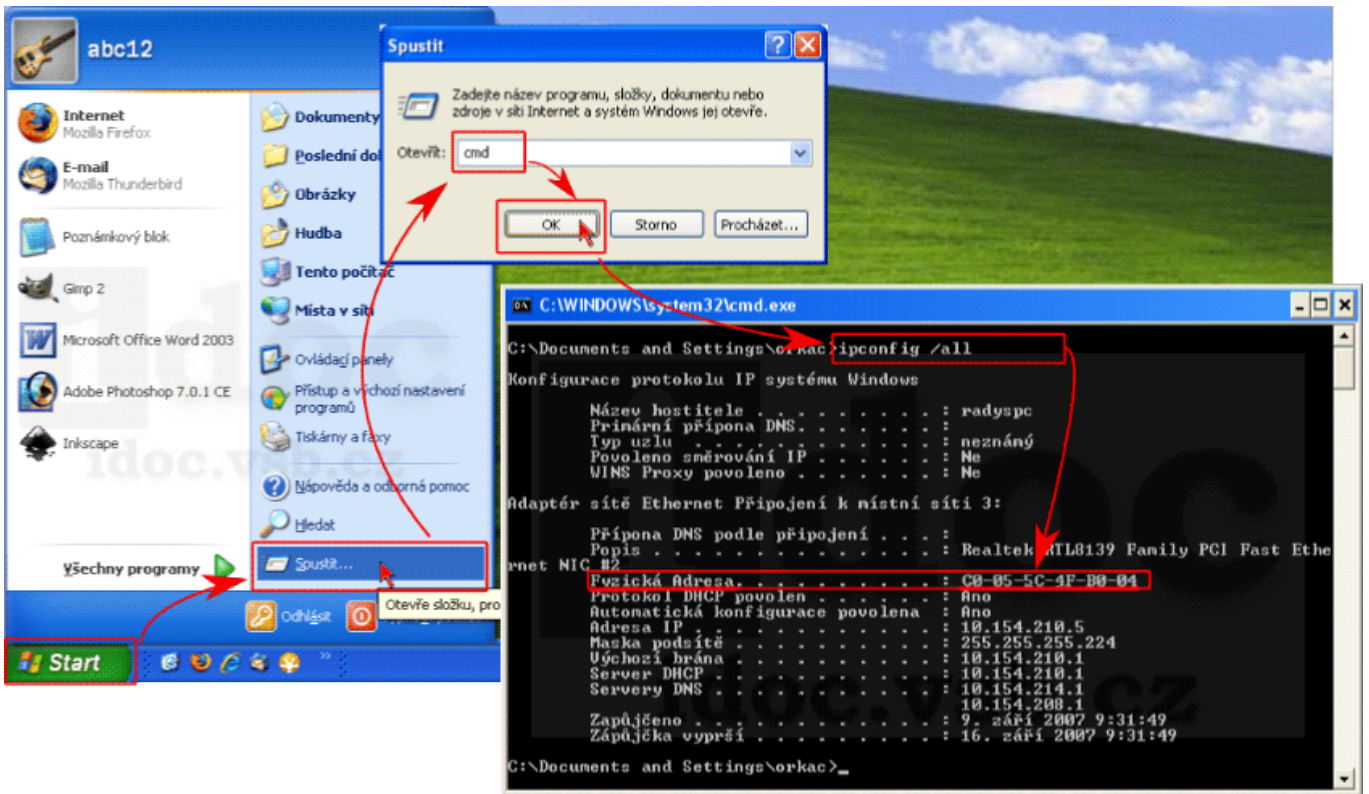 abc12
Internet
Mozilla Firefox
E-mail
Mozilla Thunderbird
Poznámkový blok
Gimp 2
Microsoft Office Word 2003
Adobe Photoshop 7.0.1 CE
Inkscape
Všechny programy
Dokumenty
Poslední dol
Obrázky
Hudba
Tento počítač
Místa v síti
Ovládací panely
Přístup a výchozí nastavení
programů
Tiskárny a faxy
Nápověda a odborná pomoc
Hledat
Spustit...
Otevře složku, pro
Odhlásit
Start
Spustit
Zadejte název programu, složky, dokumentu nebo
zdroje v síti Internet a systém Windows jej otevře.
Otevřít: cmd
OK Storno Procházet...
C:\WINDOWS\system32\cmd.exe
C:\Documents and Settings\orkac>ipconfig /all
Konfigurace protokolu IP systému Windows
Název hostitele . . . . . . . . . : radyspc
Primární přípona DNS. . . . . . . :
Typ uzlu . . . . . . . . . . . . : neznámý
Povoleno směrování IP . . . . . . : Ne
WINS Proxy povoleno . . . . . . . : Ne
Adaptér sítě Ethernet Připojení k místní síti 3:
Přípona DNS podle připojení . . . :
Popis . . . . . . . . . . . . . . : Realtek RTL8139 Family PCI Fast Ethe
rnet NIC #2
Fyzická Adresa. . . . . . . . . . : C0-05-5C-4F-B0-04
Protokol DHCP povolen . . . . . . : Ano
Automatická konfigurace povolena : Ano
Adresa IP . . . . . . . . . . . . : 10.154.210.5
Maska podsítě . . . . . . . . . . : 255.255.255.224
Výchozí brána . . . . . . . . . . : 10.154.210.1
Server DHCP . . . . . . . . . . . : 10.154.210.1
Servery DNS . . . . . . . . . . . : 10.154.214.1
10.154.208.1
Zapůjčeno . . . . . . . . . . . . : 9. září 2007 9:31:49
Zápůjčka vyprší . . . . . . . . . : 16. září 2007 9:31:49
C:\Documents and Settings\orkac>_
idoc
idoc.vsb.cz
idoc
idoc.vsb.cz